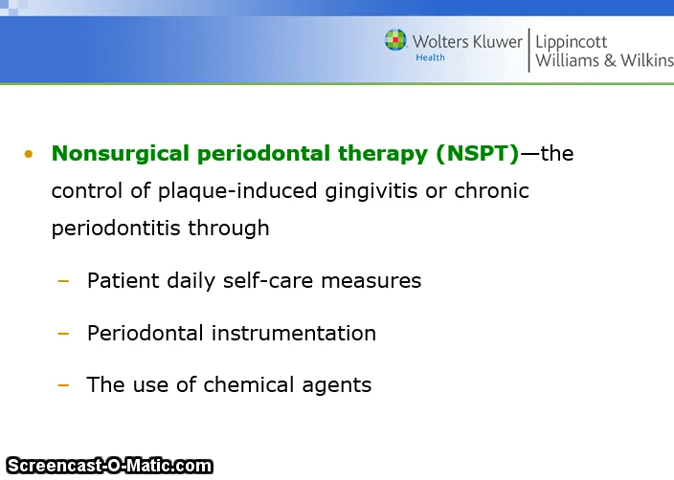 Wolters Kluwer
Health
Lippincott
Williams & Wilkins
• Nonsurgical periodontal therapy (NSPT)—the
control of plaque-induced gingivitis or chronic
periodontitis through
– Patient daily self-care measures
– Periodontal instrumentation
– The use of chemical agents
Screencast-O-Matic.com